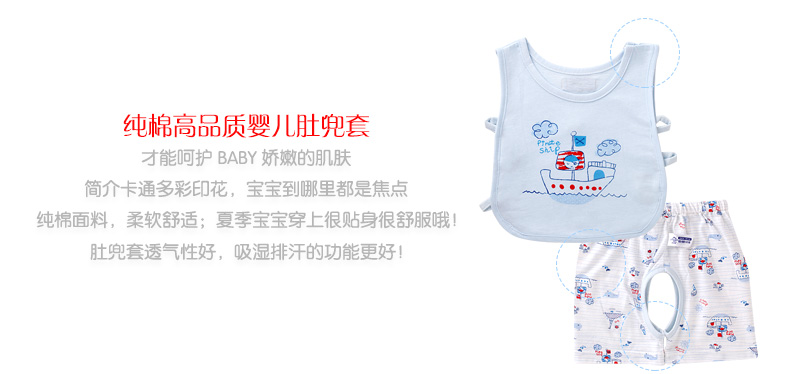 纯棉高品质婴儿肚兜套
才能呵护 BABY 娇嫩的肌肤
简介卡通多彩印花，宝宝到哪里都是焦点
纯棉面料，柔软舒适；夏季宝宝穿上很贴身很舒服哦！
肚兜套透气性好，吸湿排汗的功能更好！
Pirate
ship